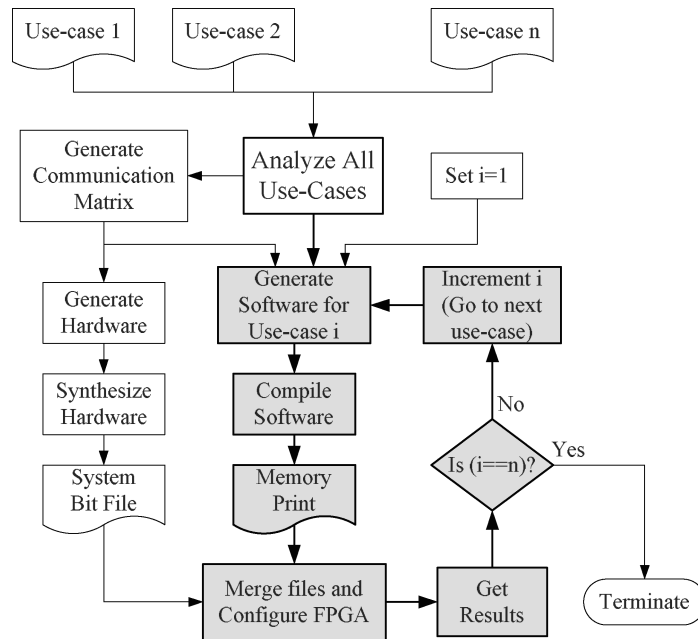 Use-case 1
Use-case 2
Use-case n
Generate
Communication
Matrix
Analyze All
Use-Cases
Set i=1
Generate
Hardware
Generate
Software for
Use-case i
Increment i
(Go to next
use-case)
Synthesize
Hardware
Compile
Software
No
Is (i==n)?
Yes
System
Bit File
Memory
Print
Merge files and
Configure FPGA
Get
Results
Terminate